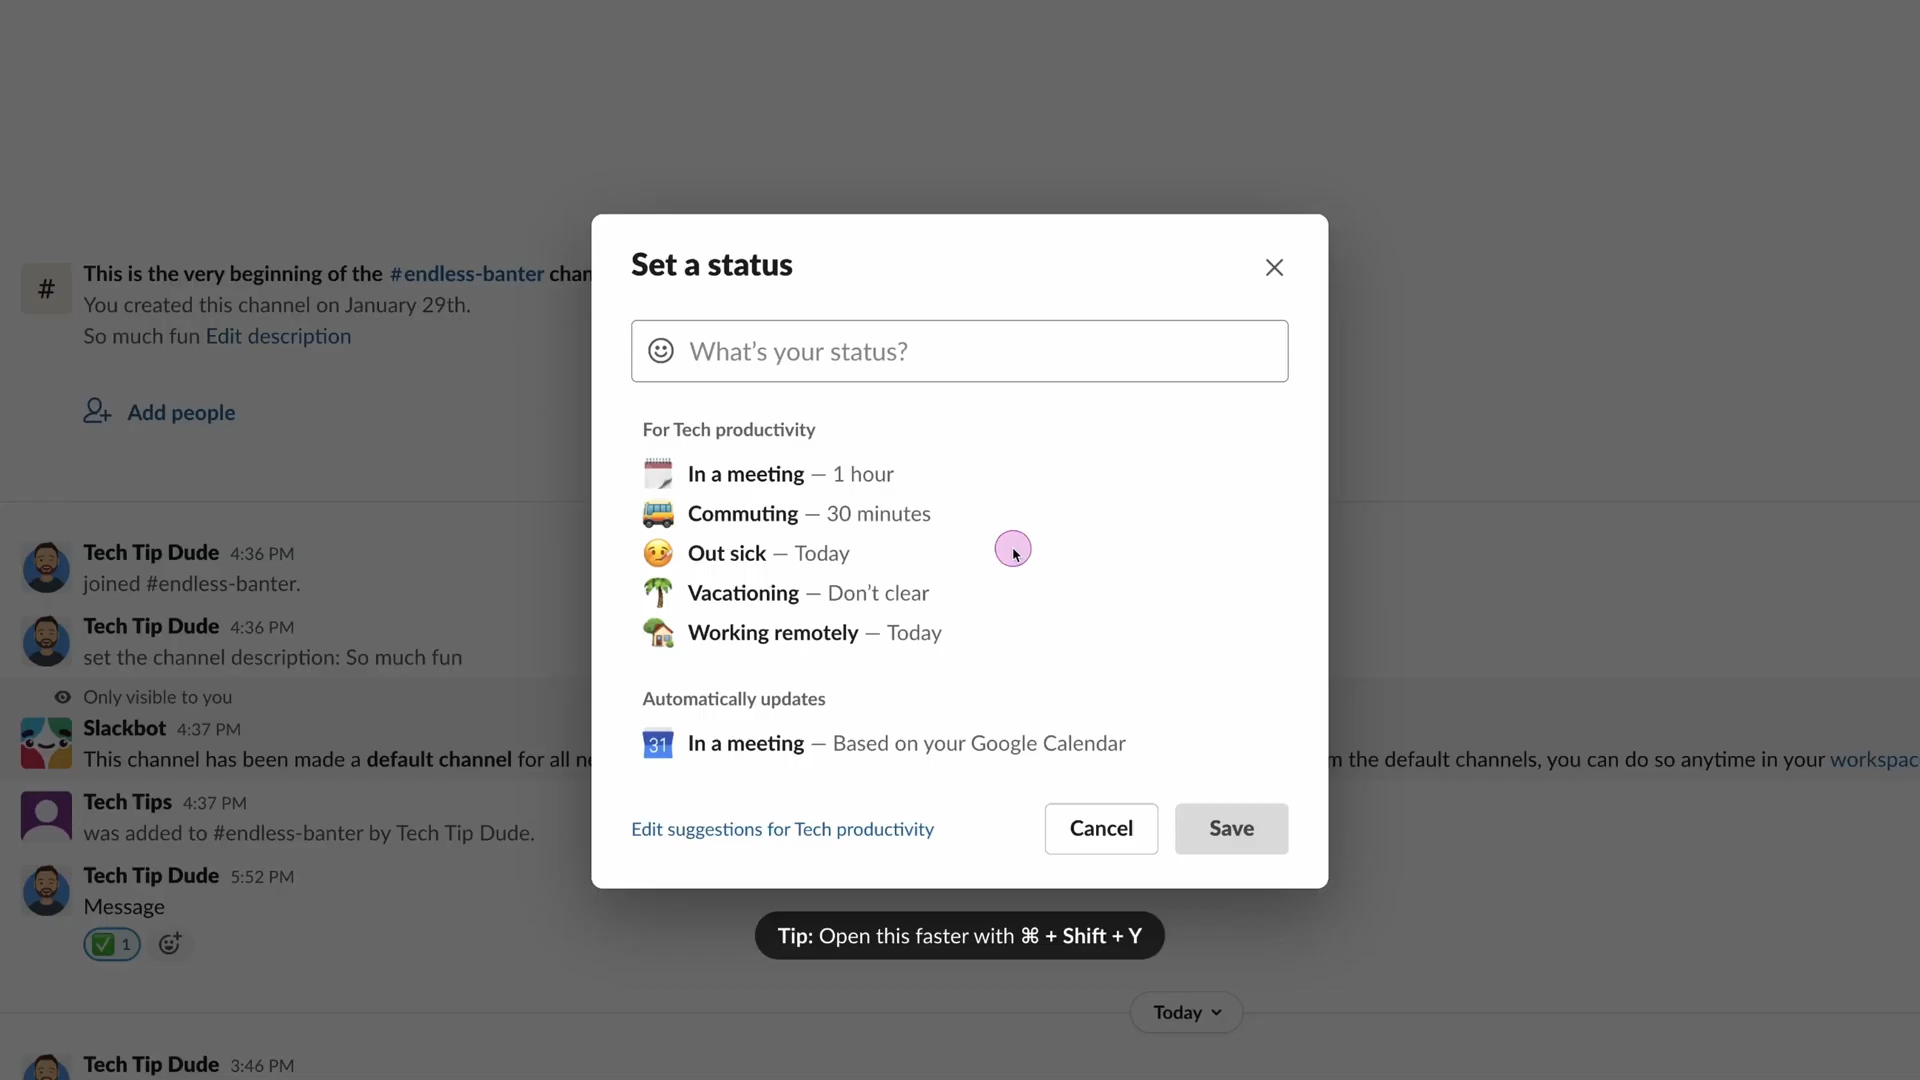 # This is the very beginning of the #endless-banter chan
You created this channel on January 29th.
So much fun Edit description
Add people
Tech Tip Dude 4:36 PM
joined #endless-banter.
Tech Tip Dude 4:36 PM
set the channel description: So much fun
Only visible to you
Slackbot 4:37 PM
This channel has been made a default channel for all ne
m the default channels, you can do so anytime in your workspac
Tech Tips 4:37 PM
was added to #endless-banter by Tech Tip Dude.
Tech Tip Dude 5:52 PM
Message
1
Today
Tech Tip Dude 3:46 PM
Set a status
What’s your status?
For Tech productivity
In a meeting — 1 hour
Commuting — 30 minutes
Out sick — Today
Vacationing — Don’t clear
Working remotely — Today
Automatically updates
31 In a meeting — Based on your Google Calendar
Edit suggestions for Tech productivity
Cancel
Save
Tip: Open this faster with ⌘ + Shift + Y